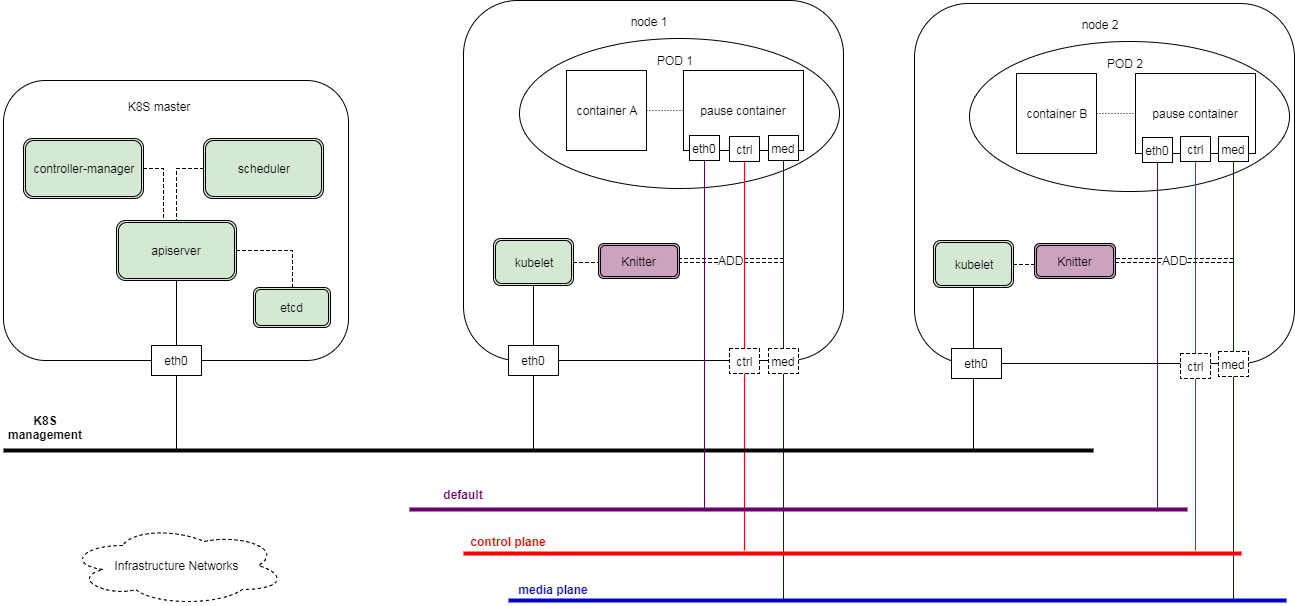 node 1
node 2
POD 1
POD 2
K8S master
container A
pause container
container B
pause container
eth0
ctrl
med
eth0
ctrl
med
controller-manager
scheduler
apiserver
kubelet
Knitter
ADD
kubelet
Knitter
ADD
etcd
eth0
eth0
ctrl
med
eth0
ctrl
med
K8S
management
default
control plane
Infrastructure Networks
media plane